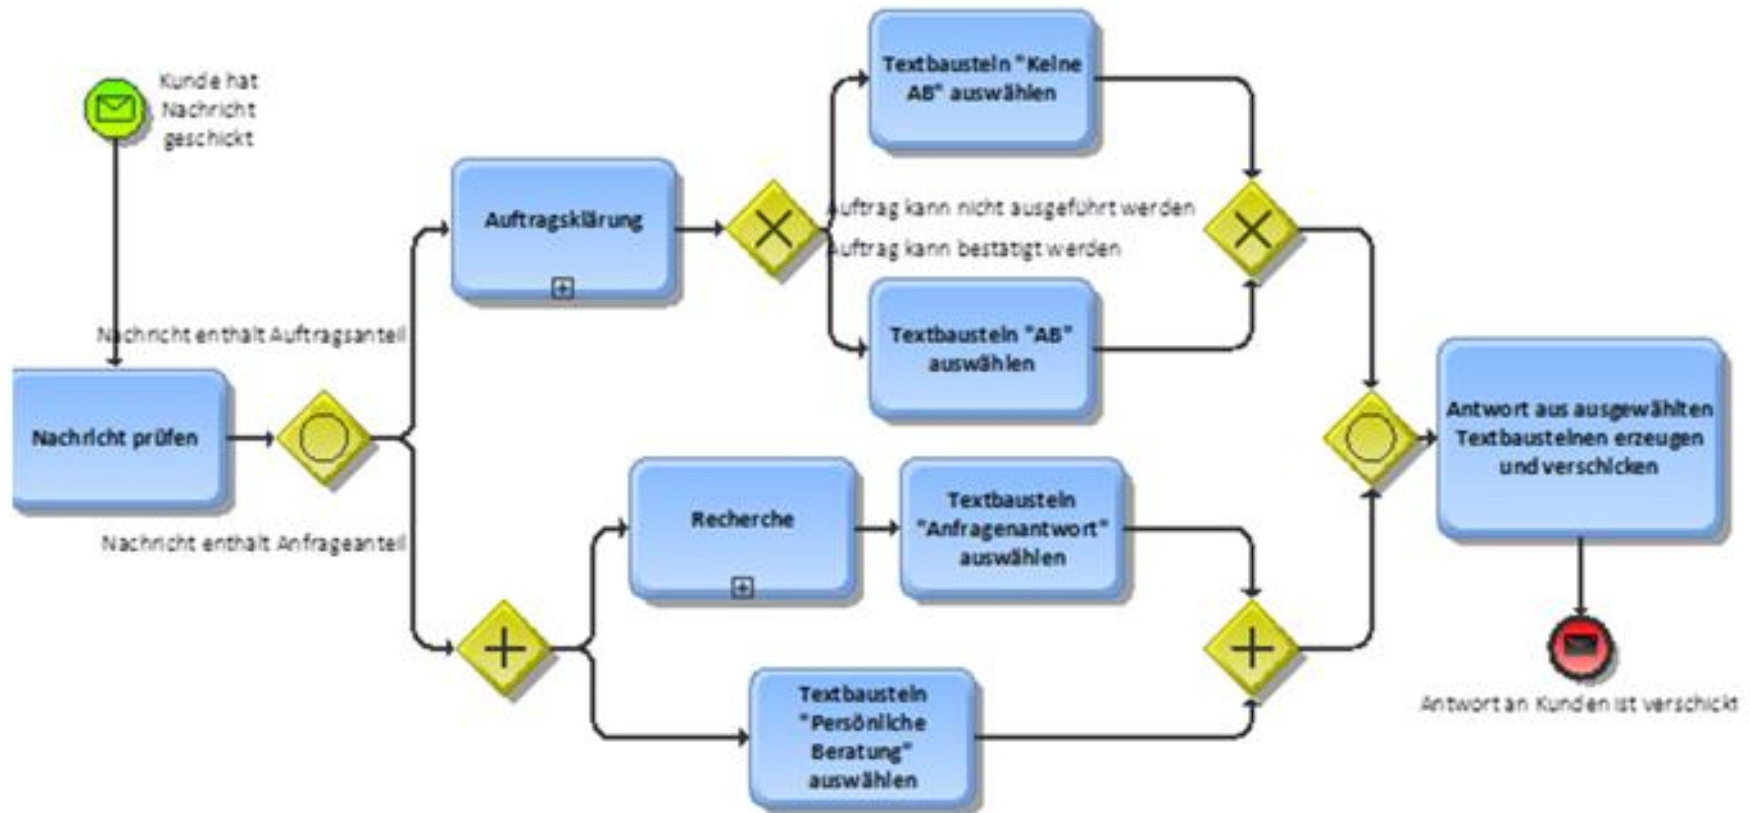 Kunde hat
Nachricht
geschickt
Textbaustein "Keine
AB" auswählen
Auftragsklärung
Auftrag kann nicht ausgeführt werden
Auftrag kann bestätigt werden
Nachricht enthält Auftragsanteil
Textbaustein "AB"
auswählen
Nachricht prüfen
Antwort aus ausgewählten
Textbausteinen erzeugen
und verschicken
Nachricht enthält Anfrageanteil
Recherche
Textbaustein
"Anfragenantwort"
auswählen
Textbaustein
"Persönliche
Beratung"
auswählen
Antwort an Kunden ist verschickt